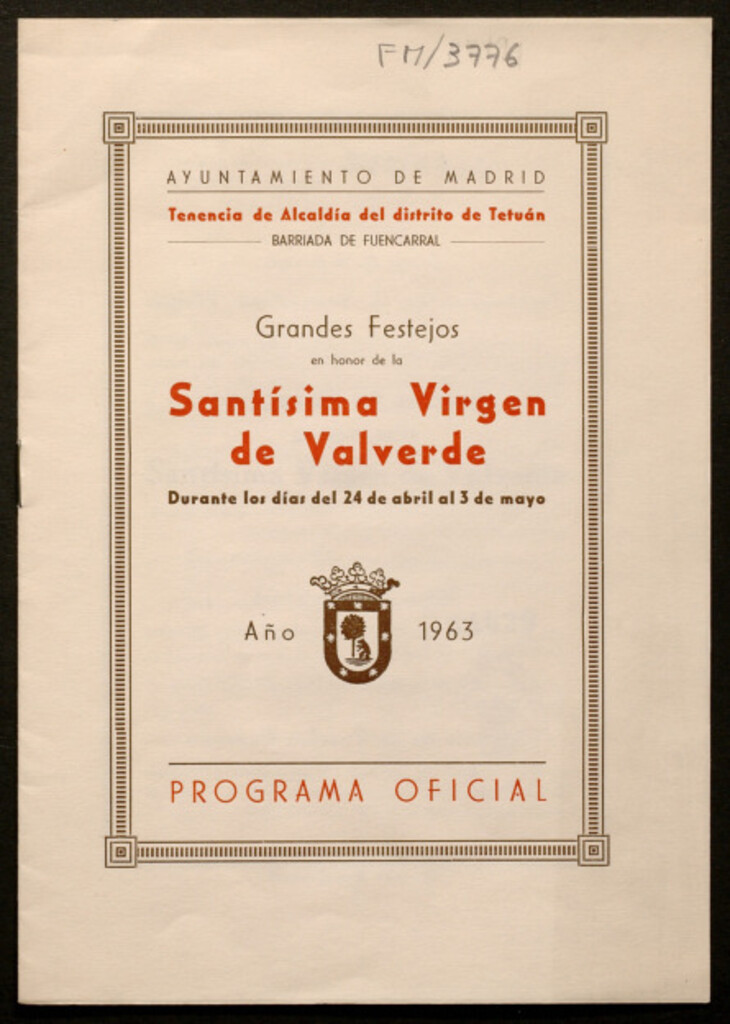 FM/3776
AYUNTAMIENTO DE MADRID
Tenencia de Alcaldía del distrito de Tetuán
BARRIADA DE FUENCARRAL
Grandes Festejos
en honor de la
Santísima Virgen
de Valverde
Durante los días del 24 de abril al 3 de mayo
Año 1963
PROGRAMA OFICIAL